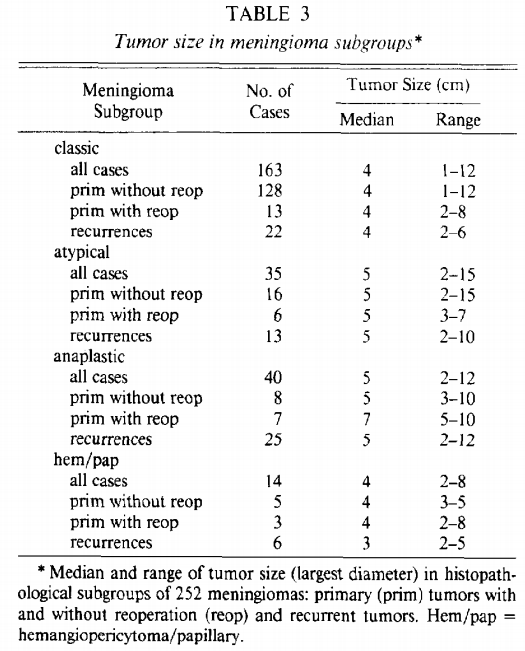 TABLE 3
Tumor size in meningioma subgroups*
Meningioma Subgroup No. of Cases Tumor Size (cm)
Median Range
classic
all cases 163 4 1–12
prim without reop 128 4 1–12
prim with reop 13 4 2–8
recurrences 22 4 2–6
atypical
all cases 35 5 2–15
prim without reop 16 5 2–15
prim with reop 6 5 3–7
recurrences 13 5 2–10
anaplastic
all cases 40 5 2–12
prim without reop 8 5 3–10
prim with reop 7 7 5–10
recurrences 25 5 2–12
hem/pap
all cases 14 4 2–8
prim without reop 5 4 3–5
prim with reop 3 4 2–8
recurrences 6 3 2–5
* Median and range of tumor size (largest diameter) in histopath-
ological subgroups of 252 meningiomas: primary (prim) tumors with
and without reoperation (reop) and recurrent tumors. Hem/pap =
hemangiopericytoma/papillary.